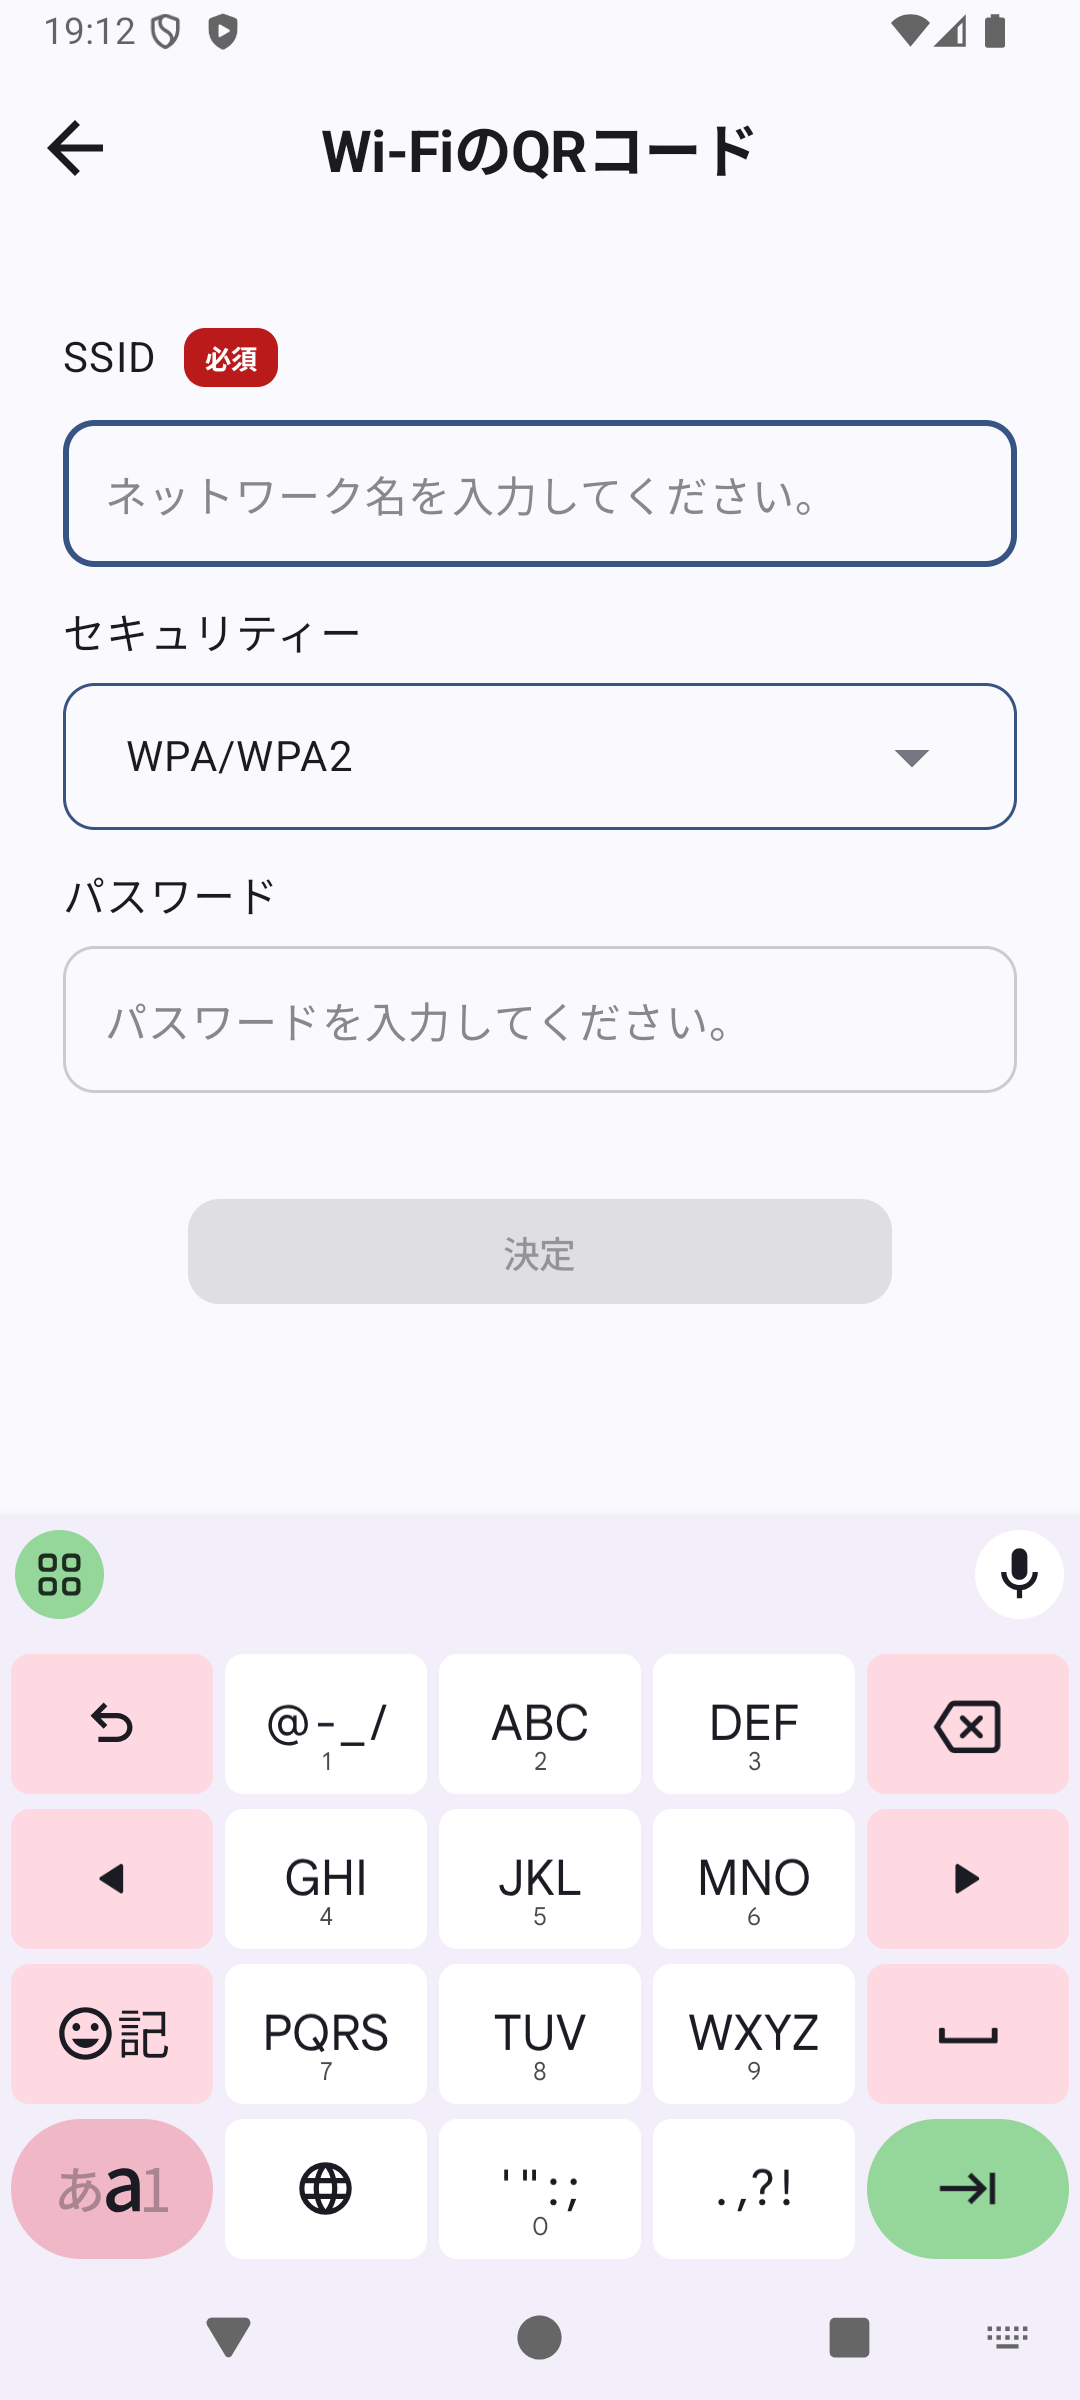 19:12
Wi-FiのQRコード
SSID 必須
ネットワーク名を入力してください。
セキュリティー
WPA/WPA2
パスワード
パスワードを入力してください。
決定
@-_/ ABC DEF
1 2 3
GHI JKL MNO
4 5 6
記 PQRS TUV WXYZ
7 8 9
あa1 '":; .,?!
0